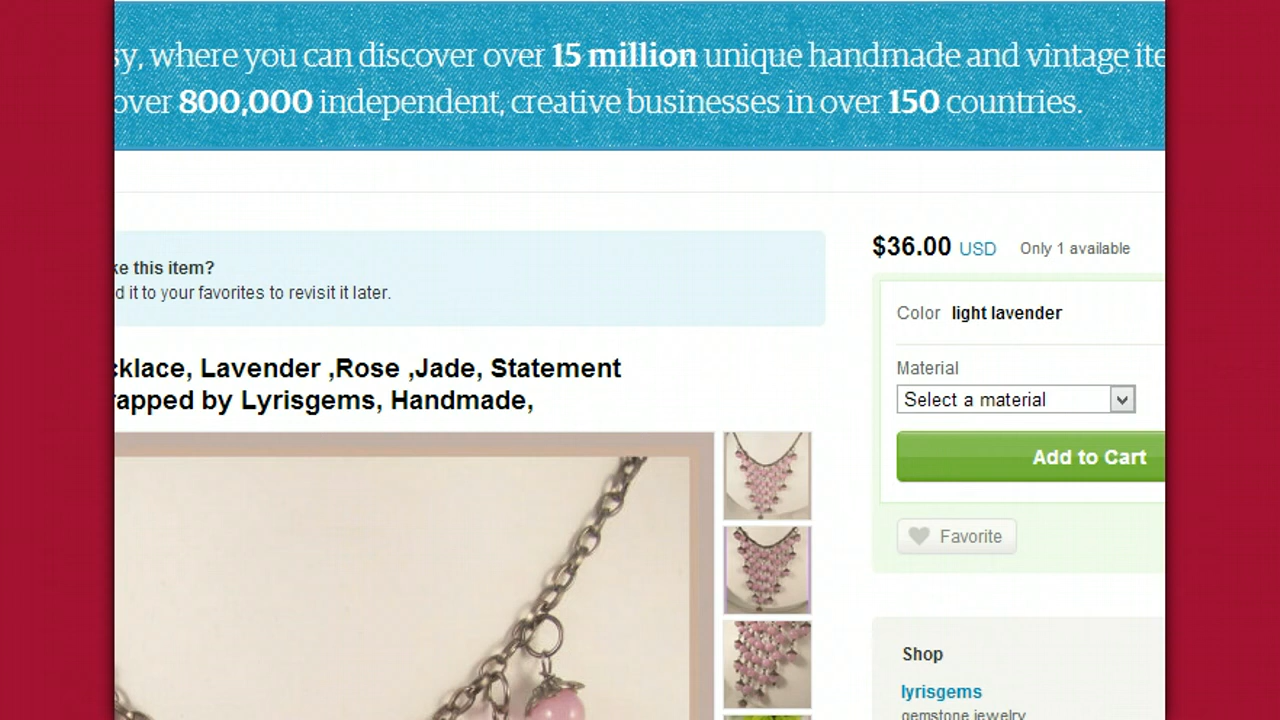 sy, where you can discover over 15 million unique handmade and vintage ite
over 800,000 independent, creative businesses in over 150 countries.
ke this item?
d it to your favorites to revisit it later.
$36.00 USD Only 1 available
Color light lavender
Material
Select a material
Add to Cart
Favorite
cklace, Lavender ,Rose ,Jade, Statement
rapped by Lyrisgems, Handmade,
Shop
lyrisgems
gemstone jewelry